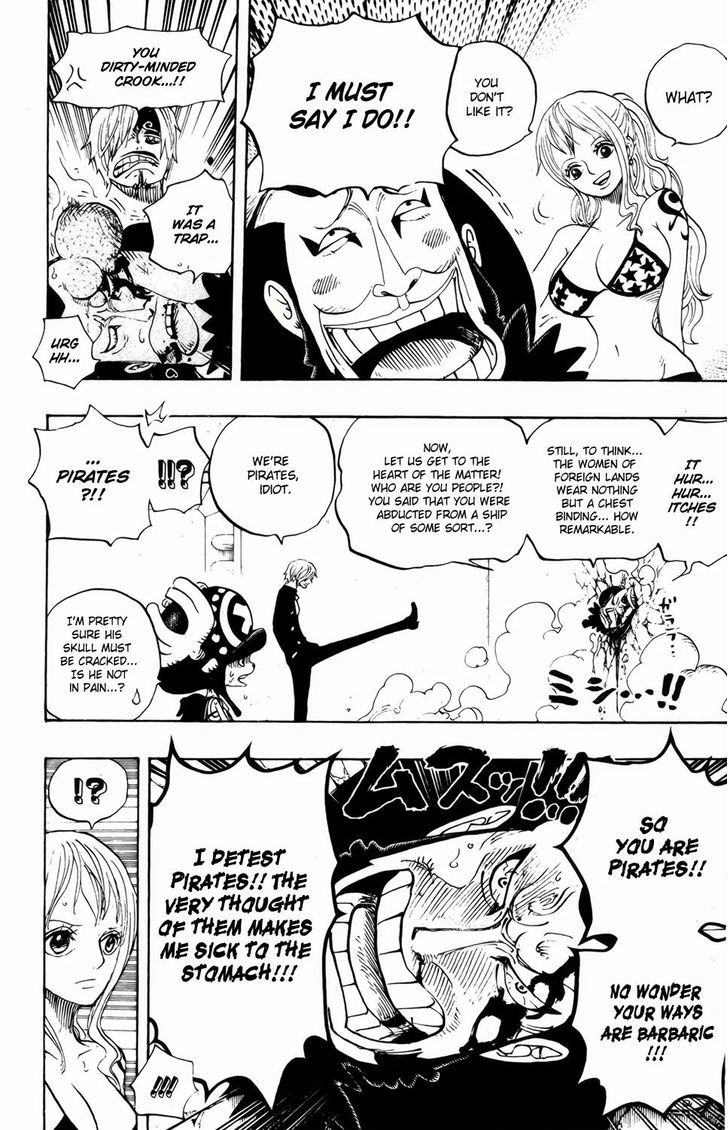 WHAT?
YOU
DON'T
LIKE IT?
I MUST
SAY I DO!!
YOU
DIRTY-MINDED
CROOK...!!
IT
WAS A
TRAP...
URG
HH...
IT
HUR...
HUR...
ITCHES
!!
STILL, TO THINK...
THE WOMEN OF
FOREIGN LANDS
WEAR NOTHING
BUT A CHEST
BINDING... HOW
REMARKABLE.
ガララ...
NOW,
LET US GET TO THE
HEART OF THE MATTER!
WHO ARE YOU PEOPLE?!
YOU SAID THAT YOU WERE
ABDUCTED FROM A SHIP
OF SOME SORT...?
WE'RE
PIRATES,
IDIOT.
!!?
...
PIRATES
?!!
I'M PRETTY
SURE HIS
SKULL MUST
BE CRACKED...
IS HE NOT
IN PAIN...?
SO
YOU ARE
PIRATES!!
NO WONDER
YOUR WAYS
ARE BARBARIC
!!!
ムスッ!!!
I DETEST
PIRATES!! THE
VERY THOUGHT
OF THEM MAKES
ME SICK TO THE
STOMACH!!!
!?
!!!